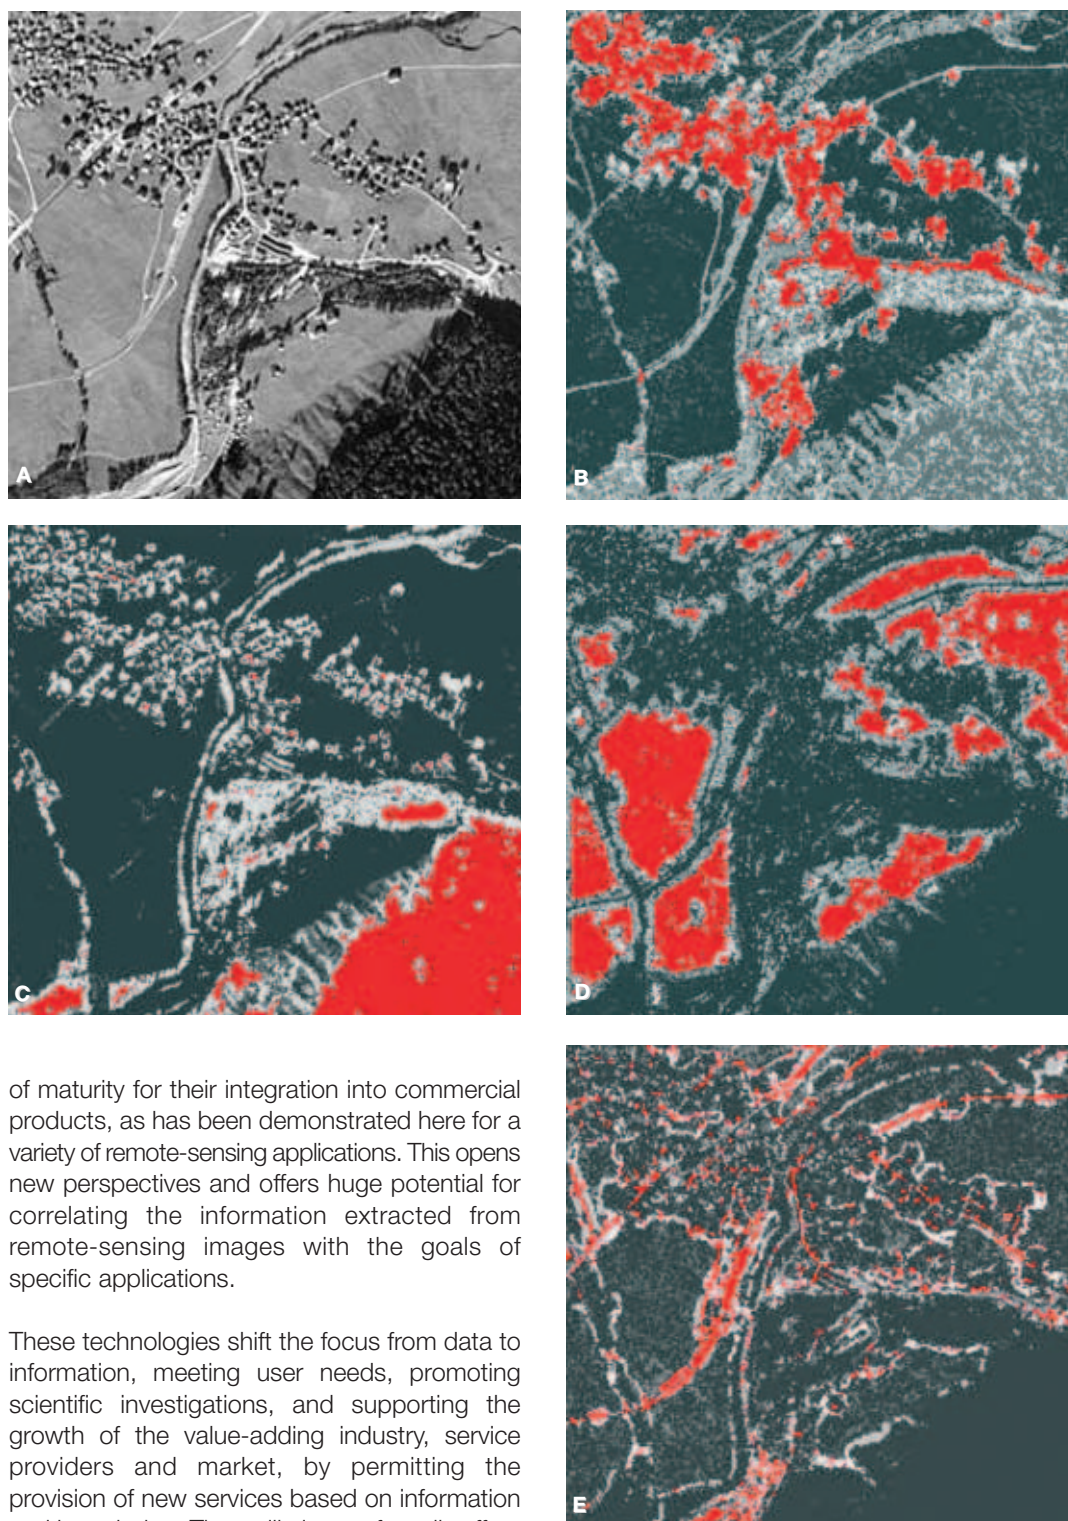 A
B
C
D
of maturity for their integration into commercial
products, as has been demonstrated here for a
variety of remote-sensing applications. This opens
new perspectives and offers huge potential for
correlating the information extracted from
remote-sensing images with the goals of
specific applications.
These technologies shift the focus from data to
information, meeting user needs, promoting
scientific investigations, and supporting the
growth of the value-adding industry, service
providers and market, by permitting the
provision of new services based on information
E